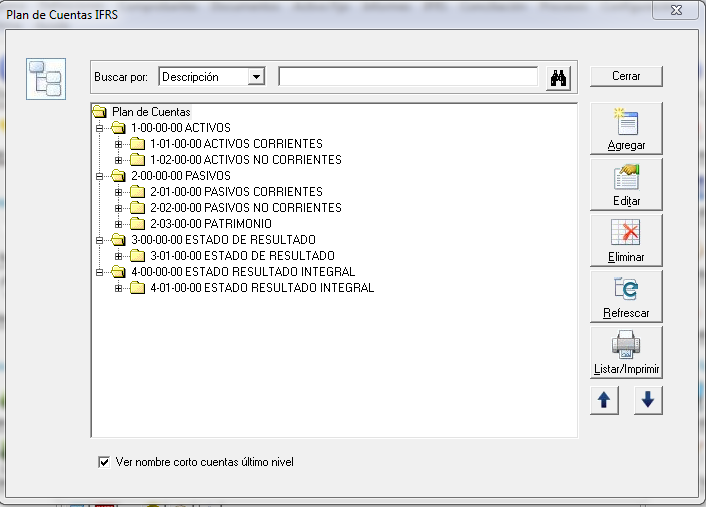 Plan de Cuentas IFRS
Buscar por: Descripción
Cerrar
Plan de Cuentas
1-00-00-00 ACTIVOS
1-01-00-00 ACTIVOS CORRIENTES
1-02-00-00 ACTIVOS NO CORRIENTES
2-00-00-00 PASIVOS
2-01-00-00 PASIVOS CORRIENTES
2-02-00-00 PASIVOS NO CORRIENTES
2-03-00-00 PATRIMONIO
3-00-00-00 ESTADO DE RESULTADO
3-01-00-00 ESTADO DE RESULTADO
4-00-00-00 ESTADO RESULTADO INTEGRAL
4-01-00-00 ESTADO RESULTADO INTEGRAL
Agregar
Editar
Eliminar
Refrescar
Listar/Imprimir
Ver nombre corto cuentas último nivel